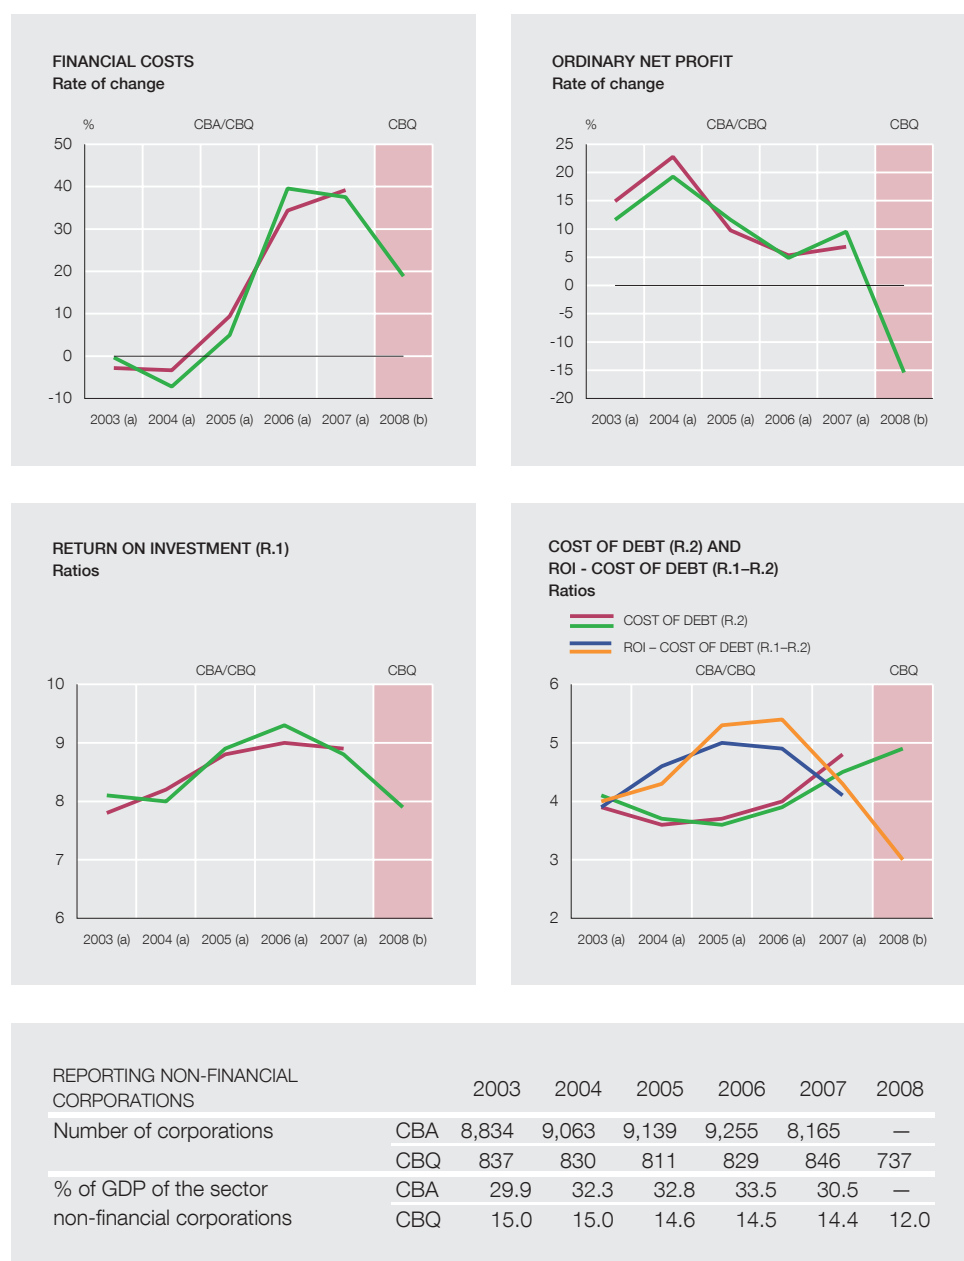 FINANCIAL COSTS
Rate of change
% CBA/CBQ CBQ
50
40
30
20
10
0
-10
2003 (a) 2004 (a) 2005 (a) 2006 (a) 2007 (a) 2008 (b)
ORDINARY NET PROFIT
Rate of change
% CBA/CBQ CBQ
25
20
15
10
5
0
-5
-10
-15
-20
2003 (a) 2004 (a) 2005 (a) 2006 (a) 2007 (a) 2008 (b)
RETURN ON INVESTMENT (R.1)
Ratios
CBA/CBQ CBQ
10
9
8
7
6
2003 (a) 2004 (a) 2005 (a) 2006 (a) 2007 (a) 2008 (b)
COST OF DEBT (R.2) AND
ROI - COST OF DEBT (R.1–R.2)
Ratios
COST OF DEBT (R.2)
ROI – COST OF DEBT (R.1–R.2)
CBA/CBQ CBQ
6
5
4
3
2
2003 (a) 2004 (a) 2005 (a) 2006 (a) 2007 (a) 2008 (b)
REPORTING NON-FINANCIAL
CORPORATIONS 2003 2004 2005 2006 2007 2008
Number of corporations CBA 8,834 9,063 9,139 9,255 8,165 —
CBQ 837 830 811 829 846 737
% of GDP of the sector CBA 29.9 32.3 32.8 33.5 30.5 —
non-financial corporations CBQ 15.0 15.0 14.6 14.5 14.4 12.0